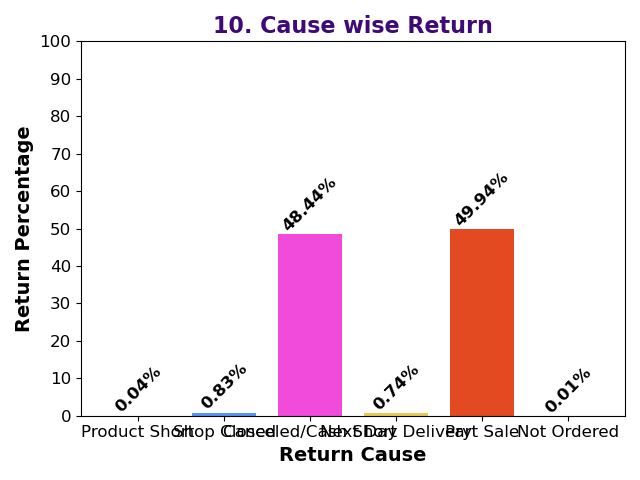 10. Cause wise Return
100
90
80
70
60
50
40
30
20
10
0
Return Percentage
0.04%
0.83%
48.44%
0.74%
49.94%
0.01%
Product Short
Shop Closed
Canceled/Cash Short
Next Day Delivery
Part Sale
Not Ordered
Return Cause